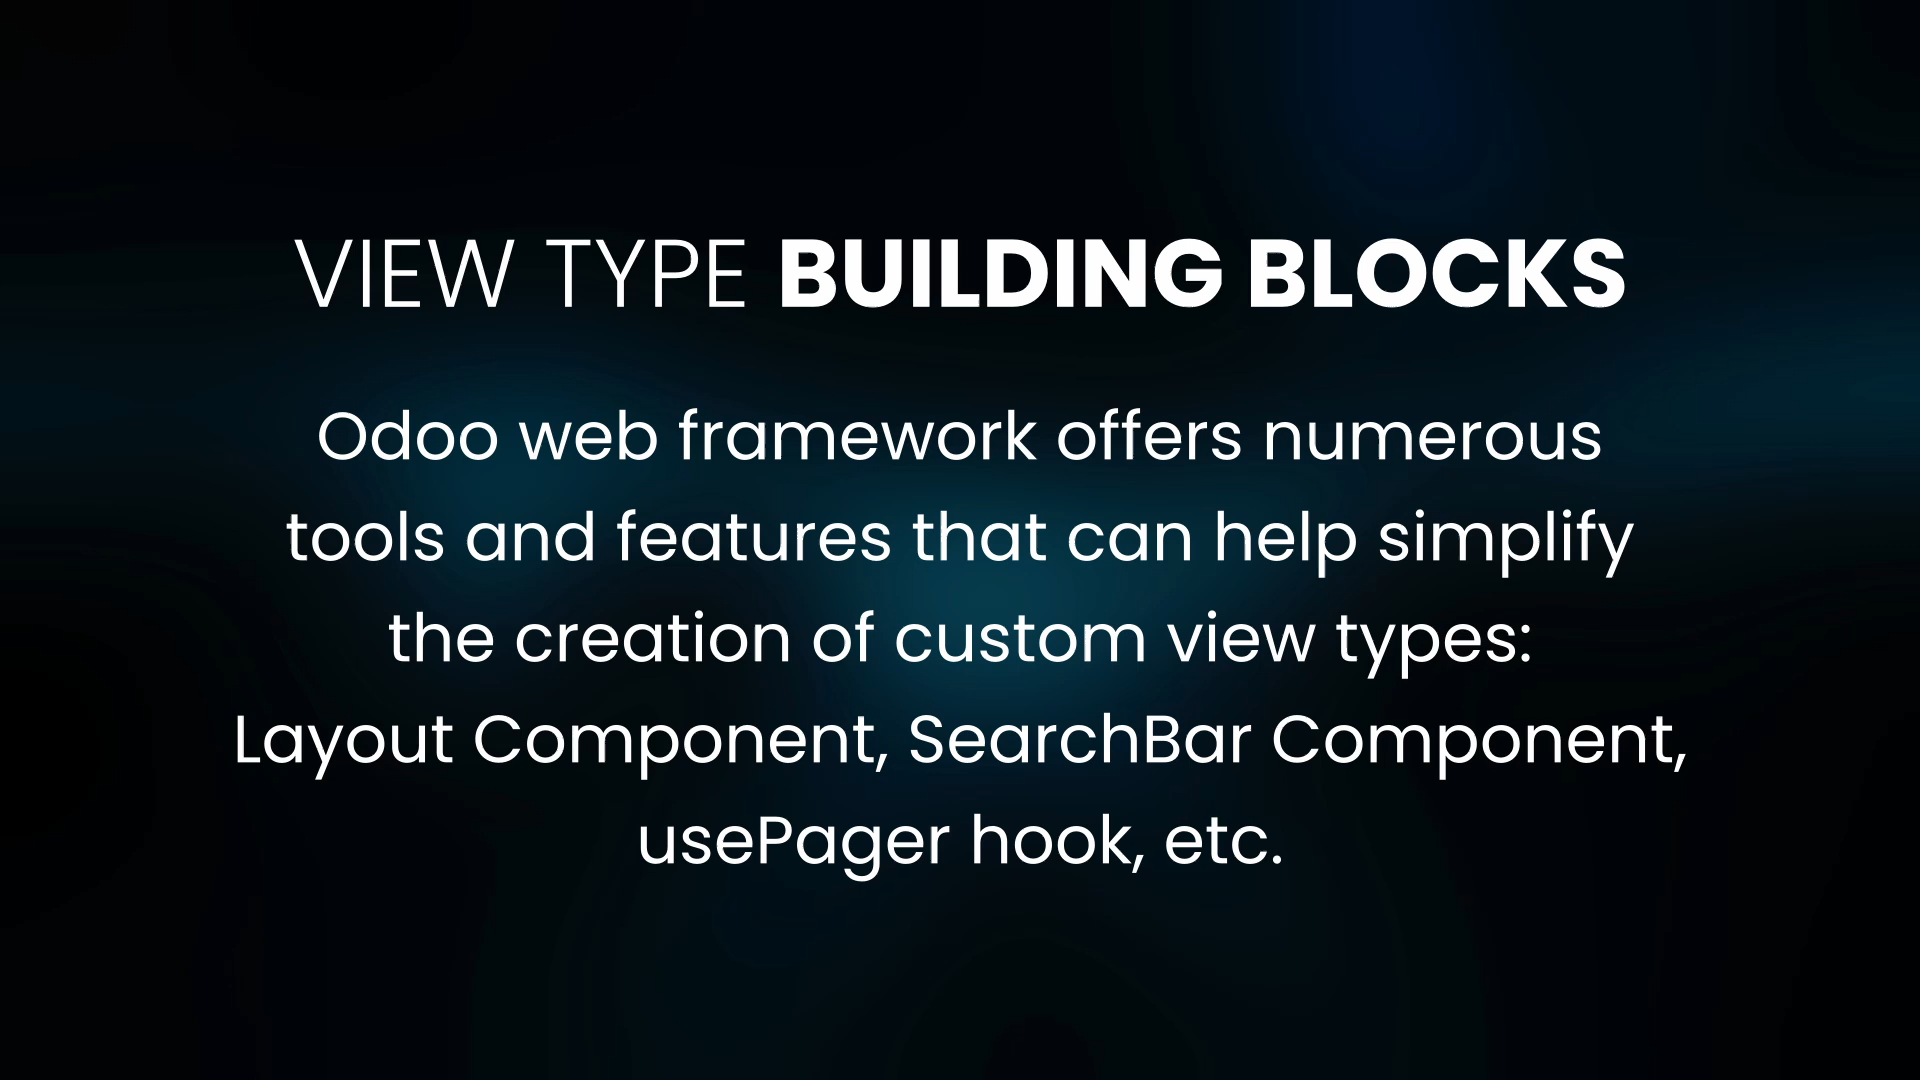 VIEW TYPE BUILDING BLOCKS
Odoo web framework offers numerous
tools and features that can help simplify
the creation of custom view types:
Layout Component, SearchBar Component,
usePager hook, etc.